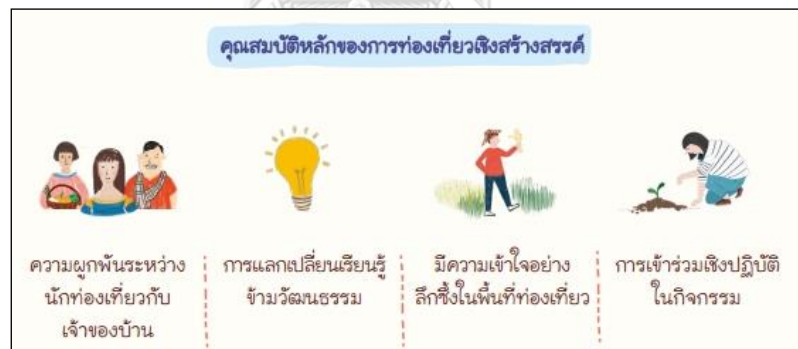 คุณสมบัติหลักของการท่องเที่ยวเชิงสร้างสรรค์
ความผูกพันระหว่าง
นักท่องเที่ยวกับ
เจ้าของบ้าน
การแลกเปลี่ยนเรียนรู้
ข้ามวัฒนธรรม
มีความเข้าใจอย่าง
ลึกซึ้งในพื้นที่ท่องเที่ยว
การเข้าร่วมเชิงปฏิบัติ
ในกิจกรรม